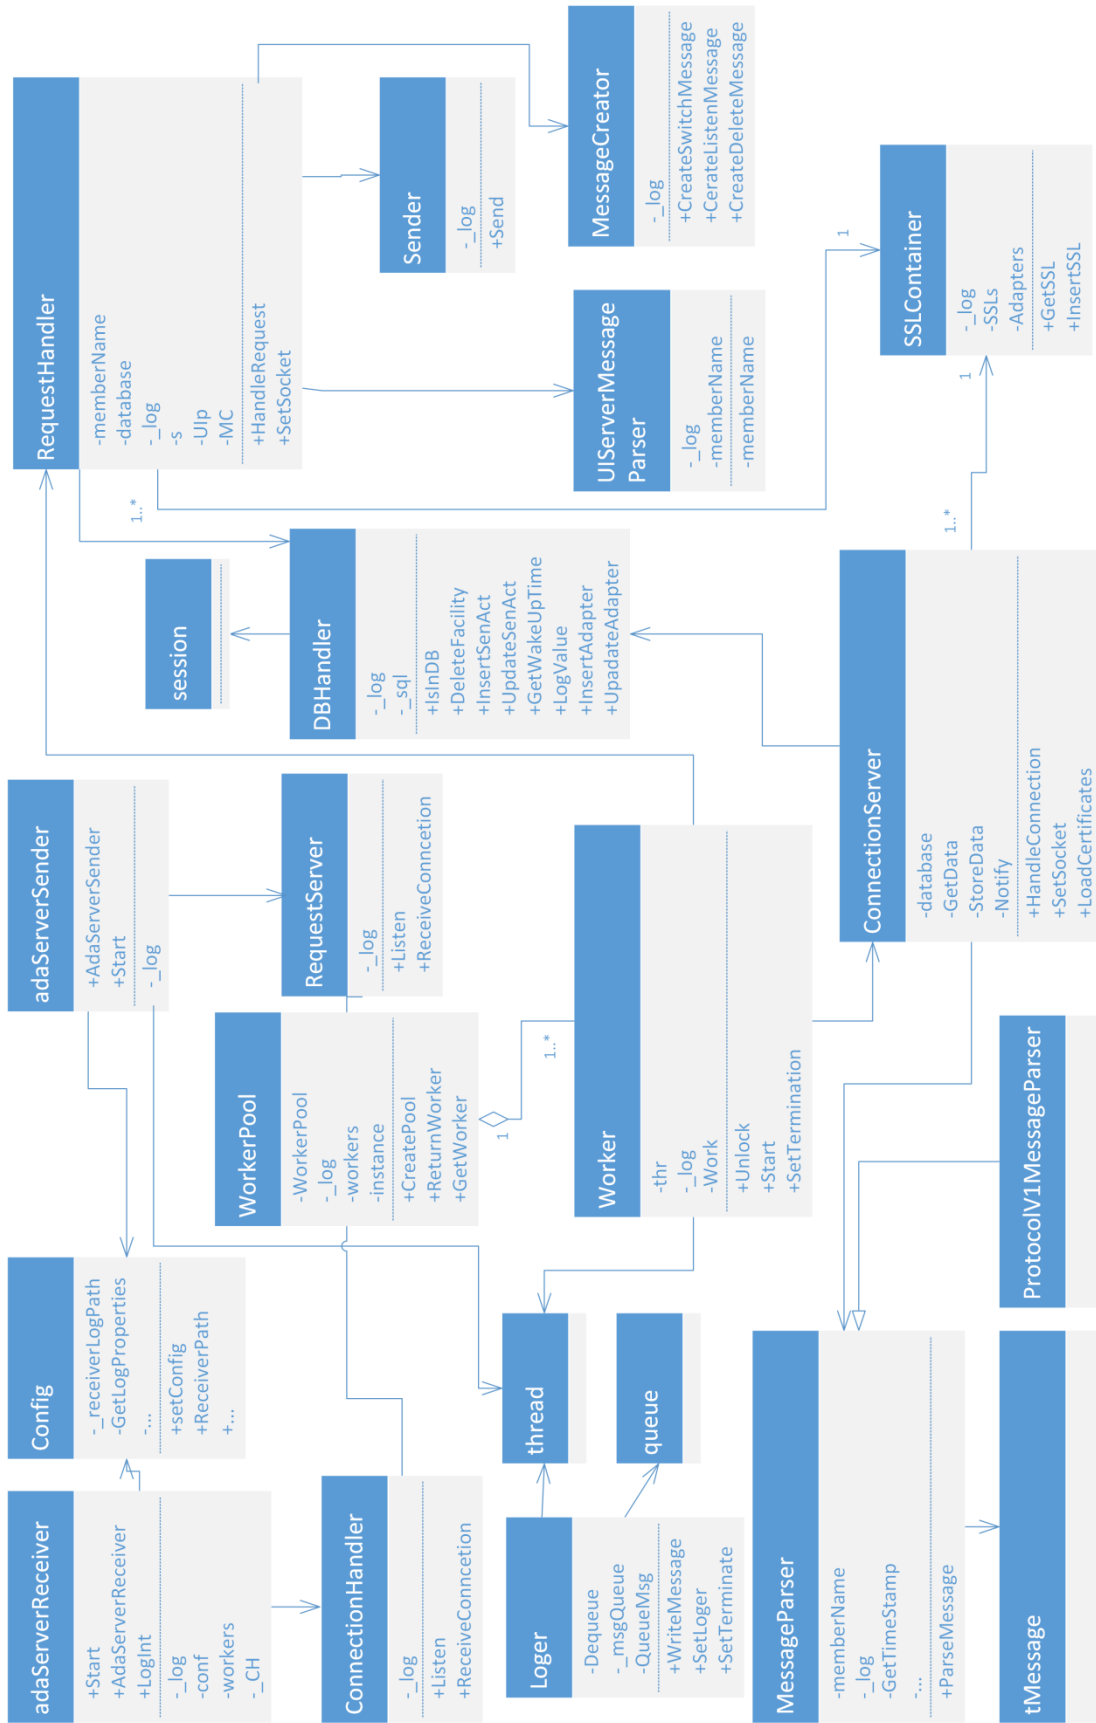 adaServerReceiver
+Start
+AdaServerReceiver
+LogInt
-_log
-conf
-workers
-_CH
Config
-_receiverLogPath
-GetLogProperties
-...
+setConfig
+ReceiverPath
+...
adaServerSender
+AdaServerSender
+Start
-_log
RequestHandler
-memberName
-database
-_log
-s
-UIp
-MC
+HandleRequest
+SetSocket
session
ConnectionHandler
-_log
+Listen
+ReceiveConncetion
WorkerPool
-WorkerPool
-_log
-workers
-instance
+CreatePool
+ReturnWorker
+GetWorker
1
1..*
RequestServer
-_log
+Listen
+ReceiveConncetion
DBHandler
-_log
-_sql
+IsInDB
+DeleteFacility
+InsertSenAct
+UpdateSenAct
+GetWakeUpTime
+LogValue
+InsertAdapter
+UpadateAdapter
1..*
Sender
-_log
+Send
Loger
-Dequeue
-_msgQueue
-QueueMsg
+WriteMessage
+SetLoger
+SetTerminate
thread
queue
Worker
-thr
-_log
-Work
+Unlock
+Start
+SetTermination
UIServerMessage
Parser
-_log
-memberName
-memberName
MessageCreator
-_log
+CreateSwitchMessage
+CerateListenMessage
+CreateDeleteMessage
MessageParser
-memberName
-_log
-GetTimeStamp
-...
+ParseMessage
tMessage
ProtocolV1MessageParser
ConnectionServer
-database
-GetData
-StoreData
-Notify
+HandleConnection
+SetSocket
+LoadCertificates
1..*
1
1
SSLContainer
-_log
-SSLs
-Adapters
+GetSSL
+InsertSSL